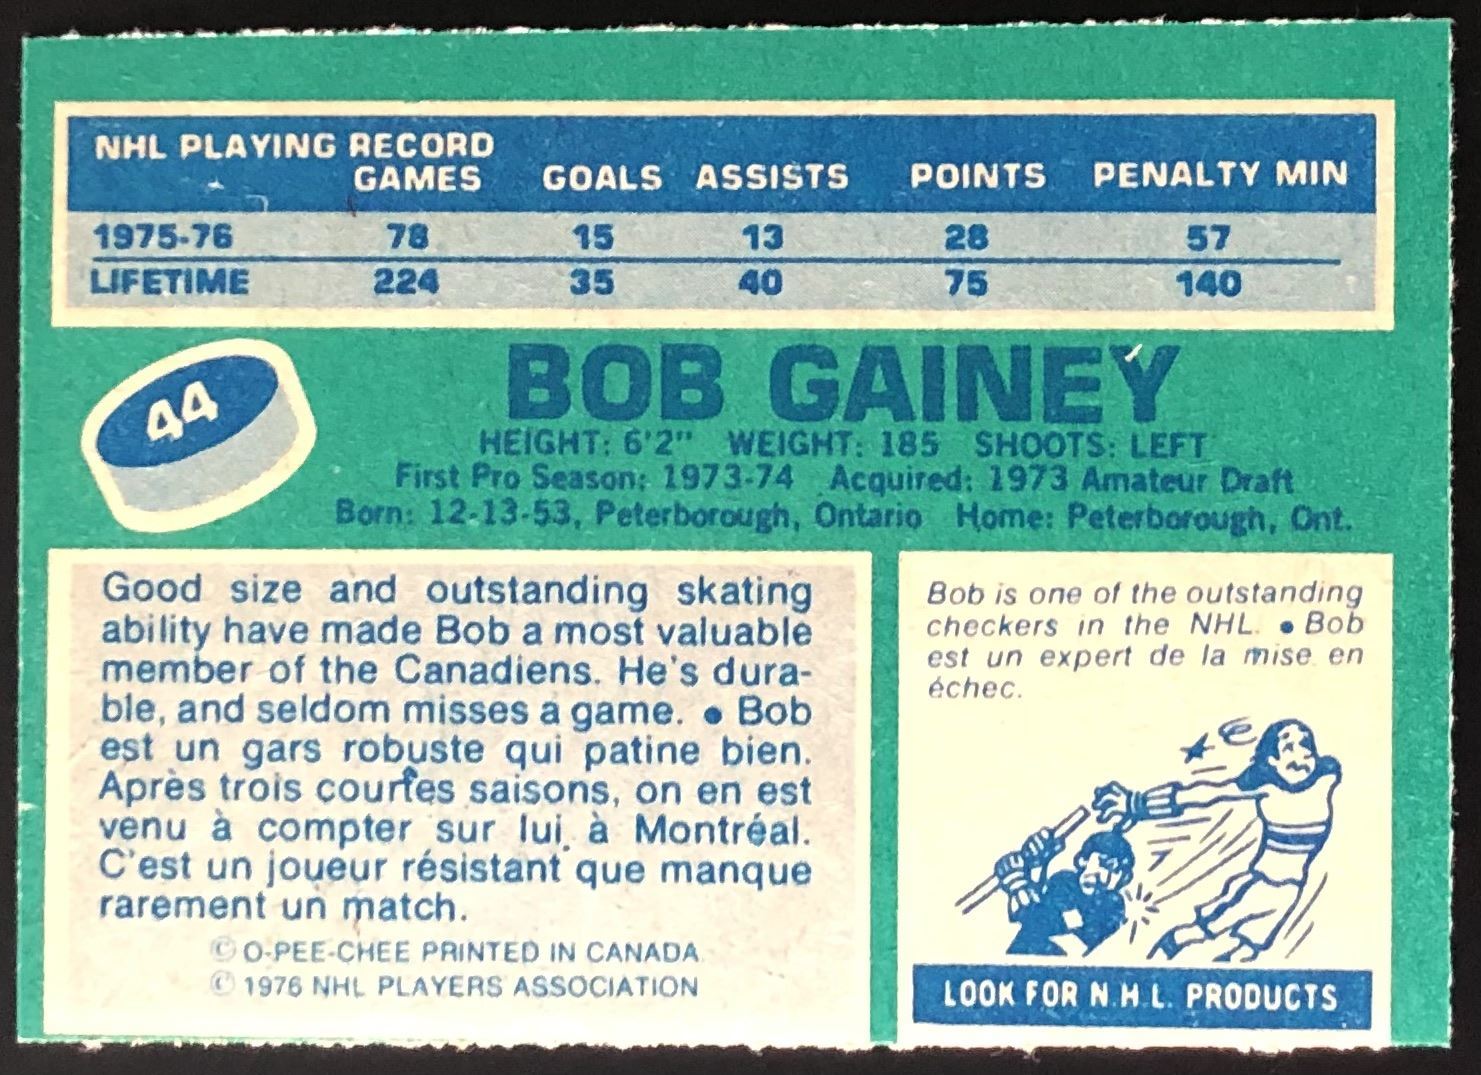 NHL PLAYING RECORD
GAMES GOALS ASSISTS POINTS PENALTY MIN
1975-76 78 15 13 28 57
LIFETIME 224 35 40 75 140
44
BOB GAINEY
HEIGHT: 6'2" WEIGHT: 185 SHOOTS: LEFT
First Pro Season: 1973-74 Acquired: 1973 Amateur Draft
Born: 12-13-53, Peterborough, Ontario Home: Peterborough, Ont.
Good size and outstanding skating
ability have made Bob a most valuable
member of the Canadiens. He's dura-
ble, and seldom misses a game. ● Bob
est un gars robuste qui patine bien.
Après trois courtes saisons, on en est
venu à compter sur lui à Montréal.
C'est un joueur résistant que manque
rarement un match.
© O-PEE-CHEE PRINTED IN CANADA
© 1976 NHL PLAYERS ASSOCIATION
Bob is one of the outstanding
checkers in the NHL. ● Bob
est un expert de la mise en
échec.
LOOK FOR N.H.L. PRODUCTS